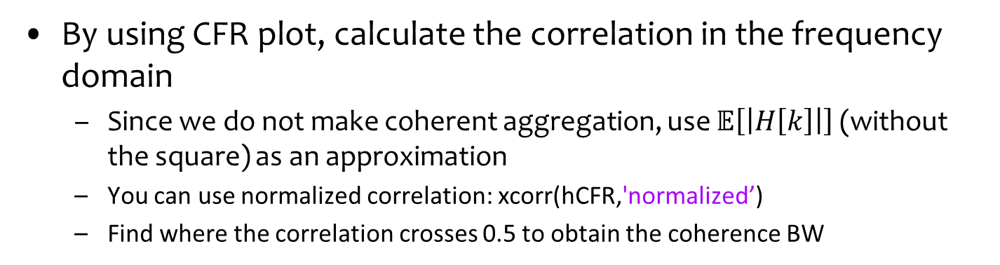 • By using CFR plot, calculate the correlation in the frequency
domain
– Since we do not make coherent aggregation, use 𝔼[|H[k]|] (without
the square) as an approximation
– You can use normalized correlation: xcorr(hCFR,'normalized’)
– Find where the correlation crosses 0.5 to obtain the coherence BW